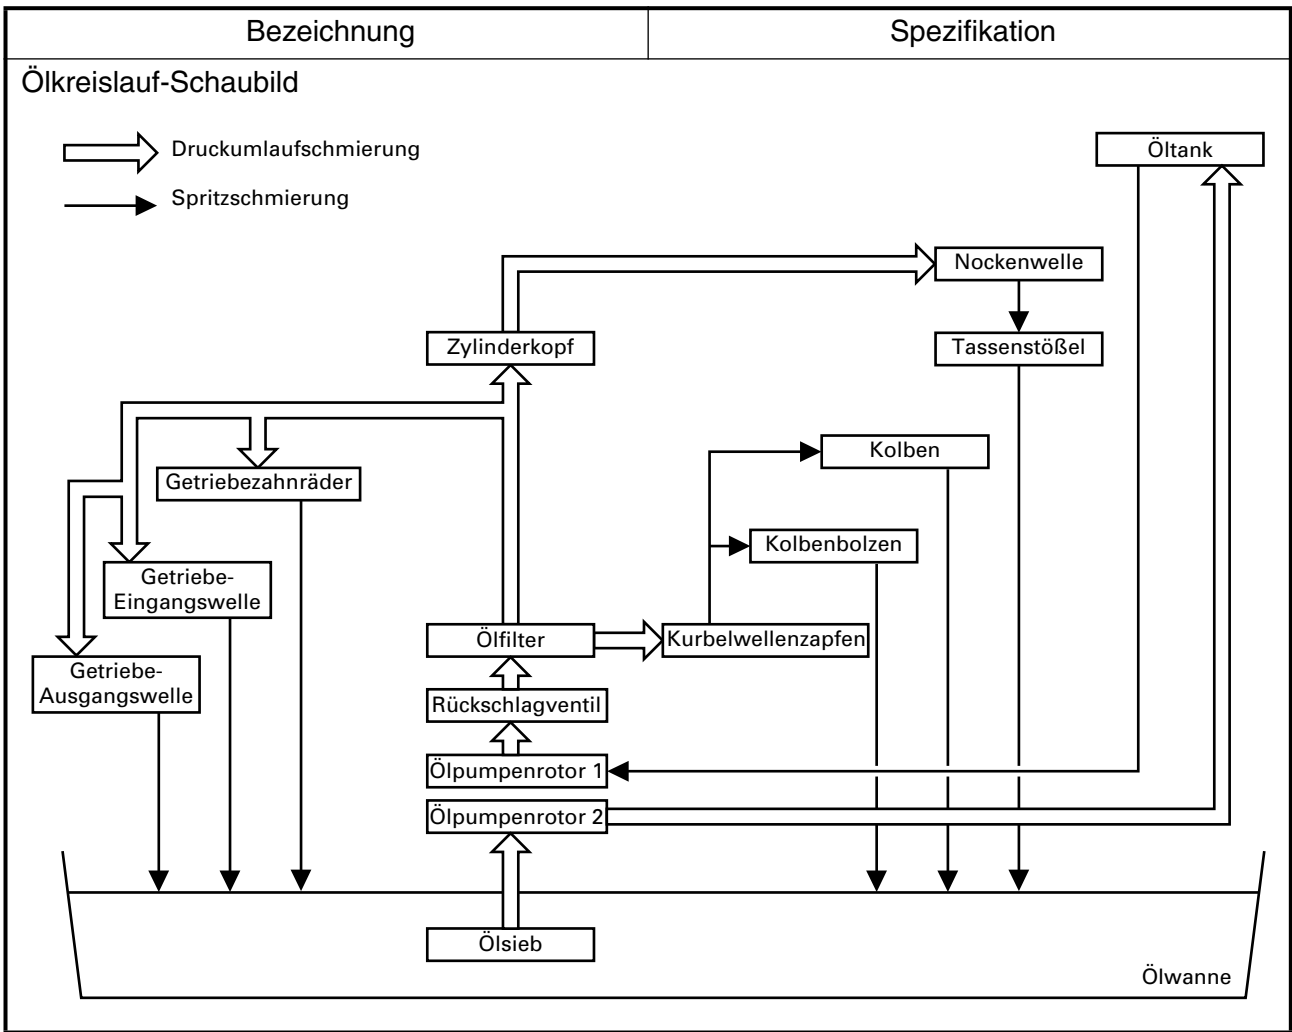 Bezeichnung
Spezifikation
Ölkreislauf-Schaubild
Druckumlaufschmierung
Spritzschmierung
Öltank
Nockenwelle
Zylinderkopf
Tassenstößel
Kolben
Getriebezahnräder
Kolbenbolzen
Getriebe-
Eingangswelle
Ölfilter
Kurbelwellenzapfen
Getriebe-
Ausgangswelle
Rückschlagventil
Ölpumpenrotor 1
Ölpumpenrotor 2
Ölsieb
Ölwanne